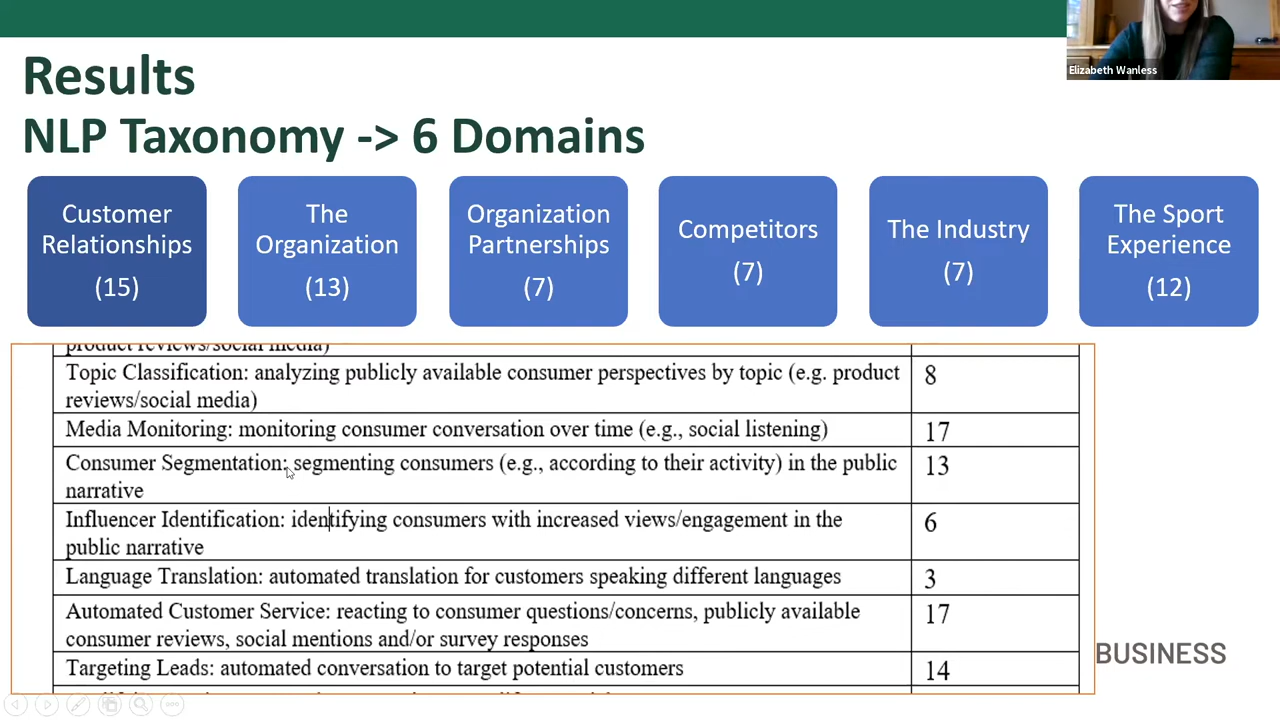 Elizabeth Wanless
Results
NLP Taxonomy -> 6 Domains
Customer
Relationships
(15)
The
Organization
(13)
Organization
Partnerships
(7)
Competitors
(7)
The Industry
(7)
The Sport
Experience
(12)
product reviews/social media)
Topic Classification: analyzing publicly available consumer perspectives by topic (e.g. product
reviews/social media)
8
Media Monitoring: monitoring consumer conversation over time (e.g., social listening)
17
Consumer Segmentation: segmenting consumers (e.g., according to their activity) in the public
narrative
13
Influencer Identification: identifying consumers with increased views/engagement in the
public narrative
6
Language Translation: automated translation for customers speaking different languages
3
Automated Customer Service: reacting to consumer questions/concerns, publicly available
consumer reviews, social mentions and/or survey responses
17
Targeting Leads: automated conversation to target potential customers
14
BUSINESS